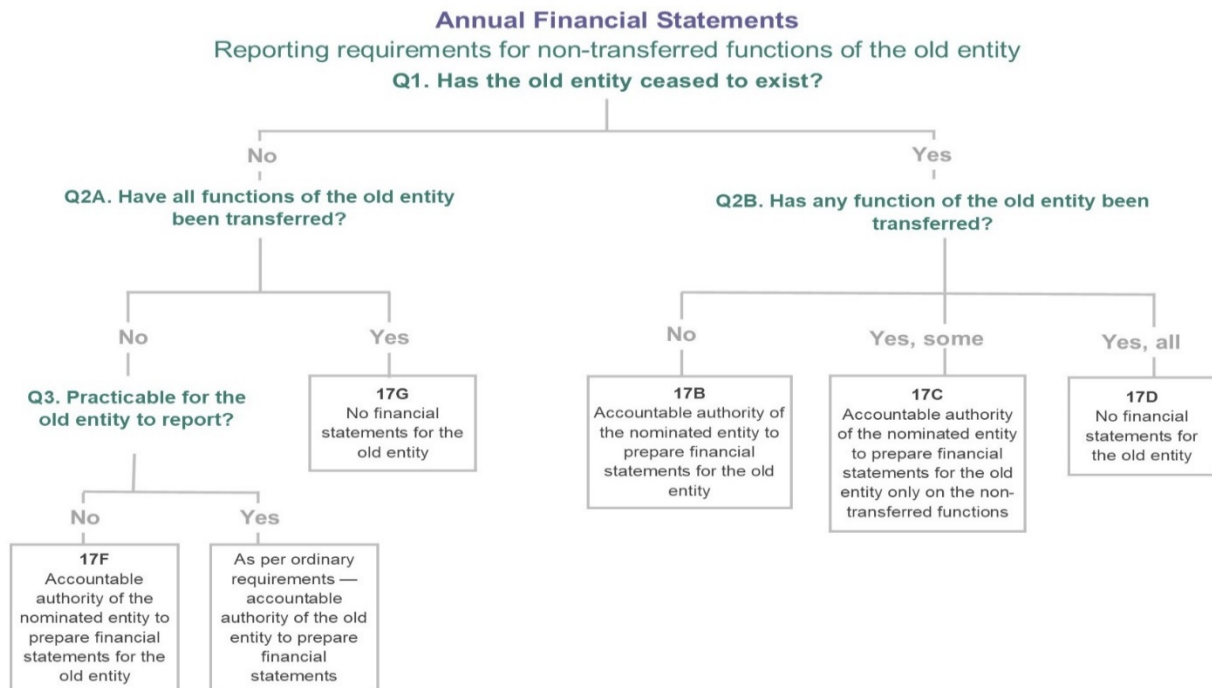 Annual Financial Statements
Reporting requirements for non-transferred functions of the old entity
Q1. Has the old entity ceased to exist?
No
Yes
Q2A. Have all functions of the old entity
been transferred?
Q2B. Has any function of the old entity been
transferred?
No
Yes
No
Yes, some
Yes, all
Q3. Practicable for the
old entity to report?
17G
No financial
statements for the
old entity
17B
Accountable authority of
the nominated entity to
prepare financial
statements for the old
entity
17C
Accountable authority
of the nominated entity
to prepare financial
statements for the old
entity only on the non-
transferred functions
17D
No financial
statements for
the old entity
No
Yes
17F
Accountable
authority of the
nominated entity to
prepare financial
statements for the
old entity
As per ordinary
requirements —
accountable
authority of the old
entity to prepare
financial
statements